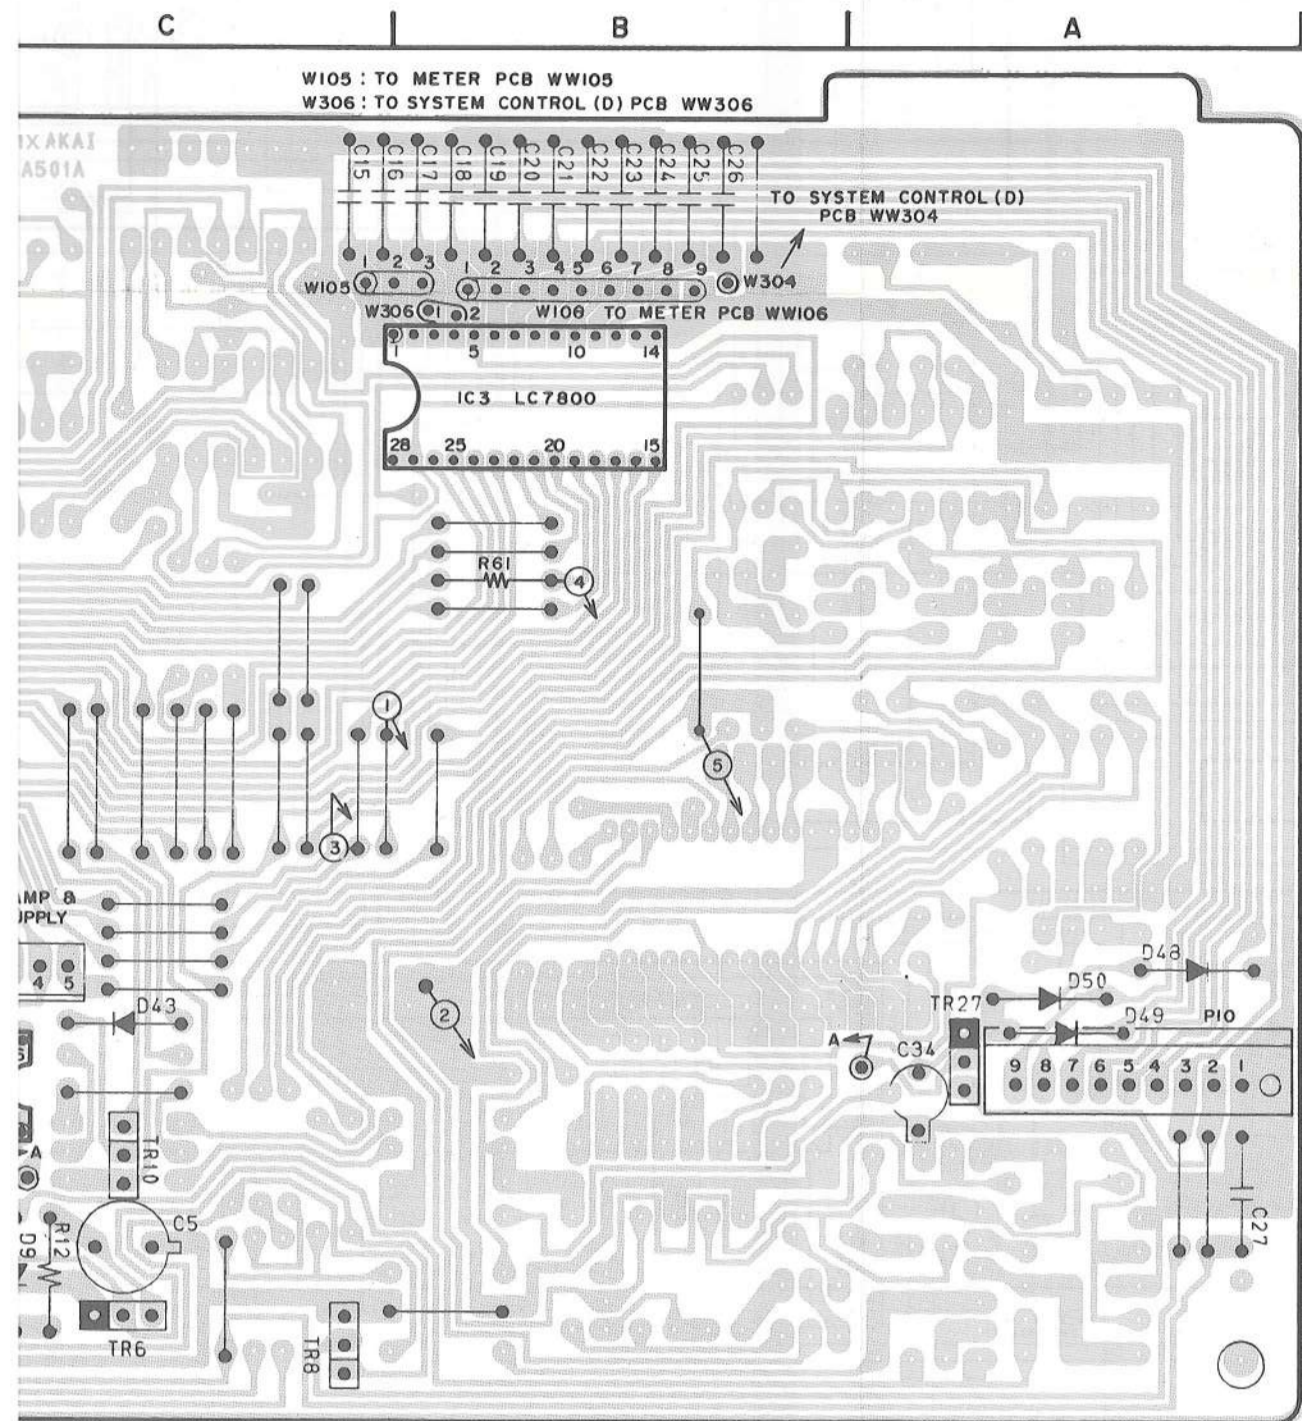 C B A
W105 : TO METER PCB WW105
W306 : TO SYSTEM CONTROL (D) PCB WW306
AKAI
A501A
C15 C16 C17 C18 C19 C20 C21 C22 C23 C24 C25 C26
TO SYSTEM CONTROL (D)
PCB WW304
1 2 3 1 2 3 4 5 6 7 8 9
W105 W304
W306 1 2 W106 TO METER PCB WW106
1 5 10 14
IC3 LC7800
28 25 20 15
R61
4
1
5
3
AMP &
SUPPLY
4 5
D48
D50
D43 TR27 D49 P10
2
A C34
9 8 7 6 5 4 3 2 1
TR10
A
C5
R12
D9
C27
TR6
TR8